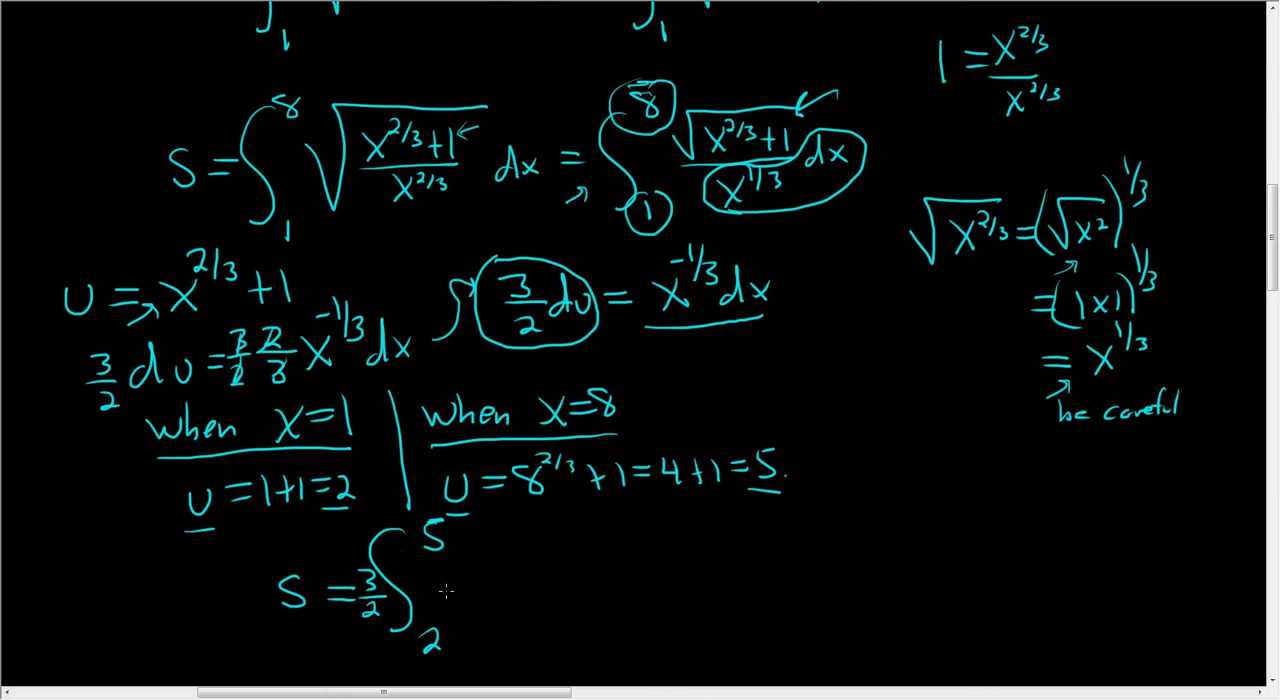 ∫_1 √ ∫_1 √
S = ∫_1^8 √((x^{2/3}+1)/(x^{2/3})) dx = ∫_1^8 √(x^{2/3}+1)/x^{1/3} dx
u = x^{2/3} + 1
3/2 du = 3/2 2/3 x^{-1/3} dx
∫ 3/2 du = x^{-1/3} dx
when x=1
u = 1+1 = 2
when x=8
u = 8^{2/3} + 1 = 4+1 = 5.
S = 3/2 ∫_2^5
1 = x^{2/3}/x^{2/3}
√(x^{2/3}) = (√(x^2))^{1/3}
= (|x|)^{1/3}
= x^{1/3}
be careful